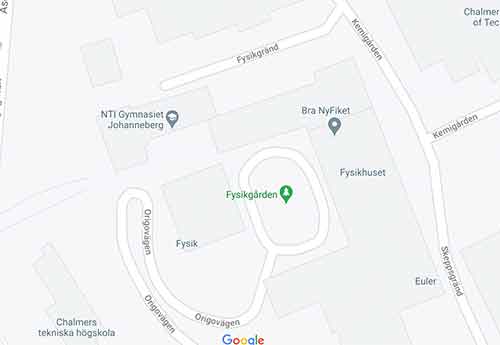 Chalmers
of Tec
Kemigården
As
Fysikgränd
NTI Gymnasiet
Johanneberg
Bra NyFiket
Kemigården
Fysikhuset
Fysikgården
Origovägen
Fysik
Skeppsgränd
Euler
Origovägen
Origovägen
Chalmers
tekniska högskola
Google